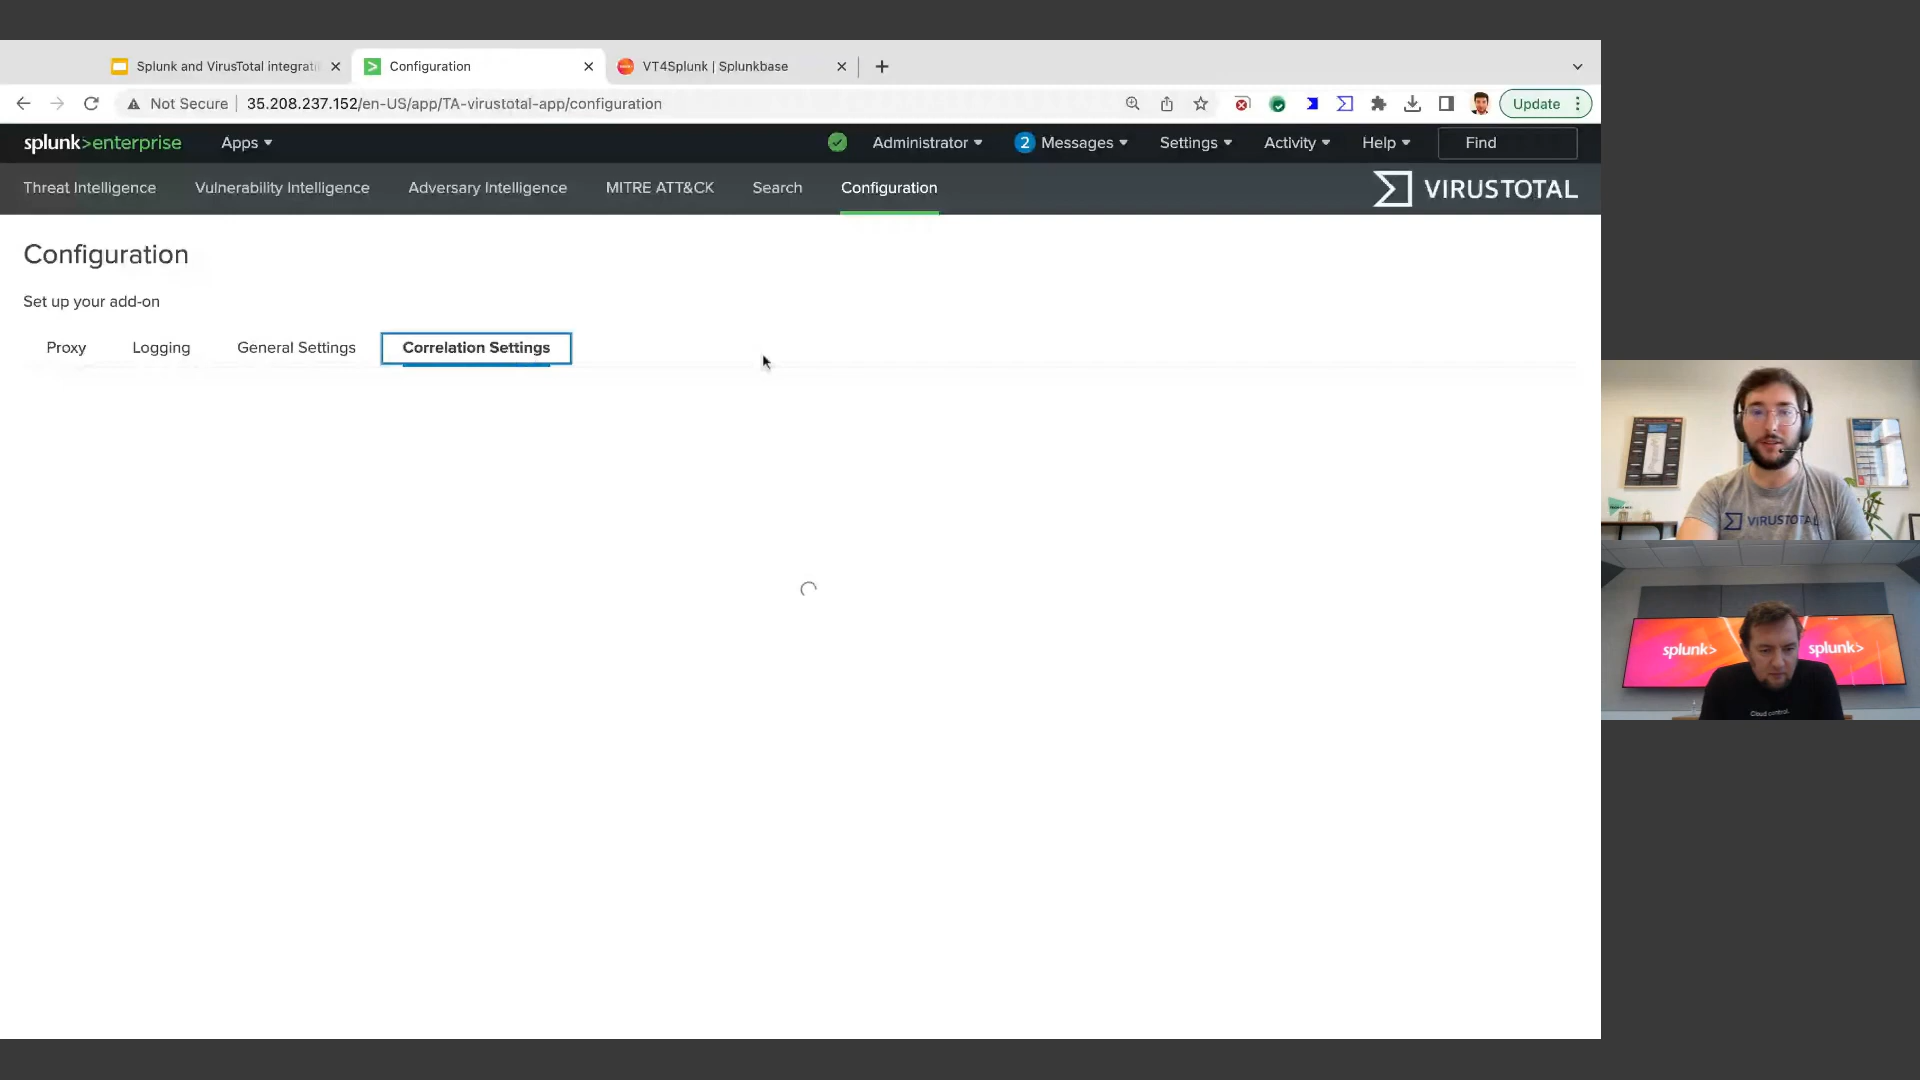 Splunk and VirusTotal integrati
Configuration
VT4Splunk | Splunkbase
Not Secure
35.208.237.152/en-US/app/TA-virustotal-app/configuration
Update
splunk>enterprise
Apps
Administrator
2 Messages
Settings
Activity
Help
Find
Threat Intelligence
Vulnerability Intelligence
Adversary Intelligence
MITRE ATT&CK
Search
Configuration
VIRUSTOTAL
Configuration
Set up your add-on
Proxy
Logging
General Settings
Correlation Settings
VIRUSTOTAL
splunk>
splunk>
Cloud control.